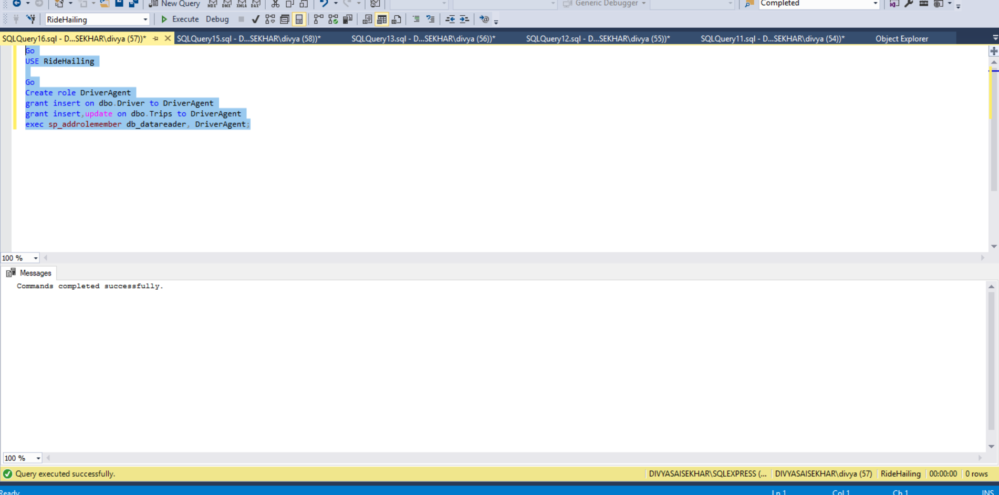 New Query
MDX DMX XMLA DAX
Generic Debugger
Completed
RideHailing
Execute Debug
SQLQuery16.sql - D...SEKHAR\divya (57))* SQLQuery15.sql - D...SEKHAR\divya (58))* SQLQuery13.sql - D...SEKHAR\divya (56))* SQLQuery12.sql - D...SEKHAR\divya (55))* SQLQuery11.sql - D...SEKHAR\divya (54))* Object Explorer
Go
USE RideHailing
Go
Create role DriverAgent
grant insert on dbo.Driver to DriverAgent
grant insert,update on dbo.Trips to DriverAgent
exec sp_addrolemember db_datareader, DriverAgent;
100 %
Messages
Commands completed successfully.
100 %
Query executed successfully. DIVYASAISEKHAR\SQLEXPRESS (... DIVYASAISEKHAR\divya (57) RideHailing 00:00:00 0 rows
Ready Ln 1 Col 1 Ch 1 INS